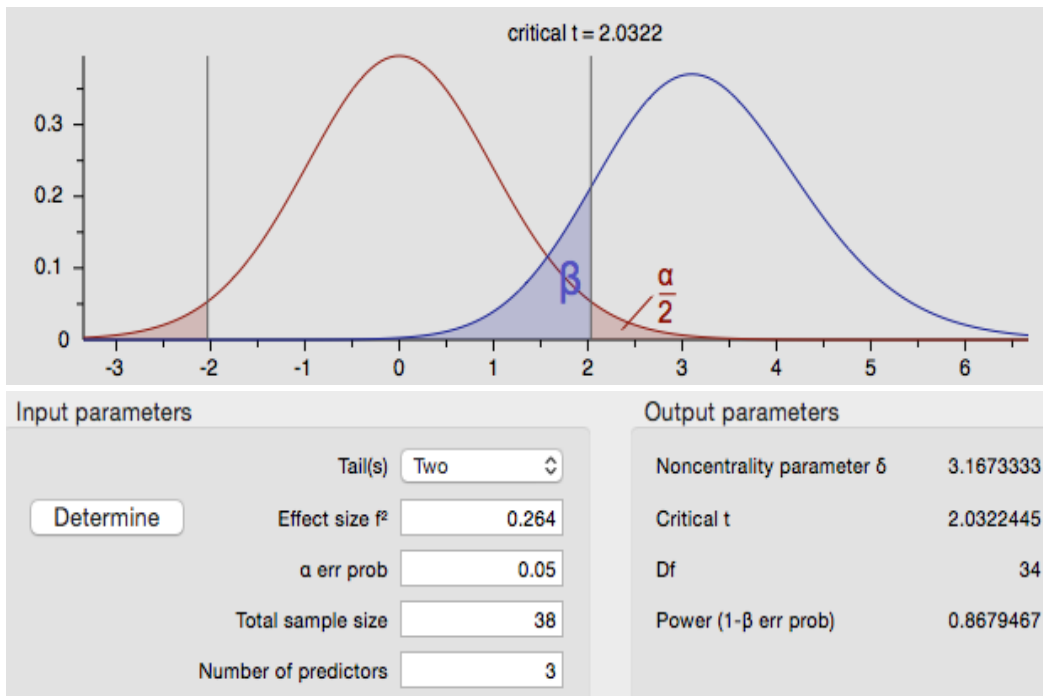 critical t = 2.0322
0.3
0.2
0.1
0
β
α
2
-3 -2 -1 0 1 2 3 4 5 6
Input parameters
Tail(s) Two
Determine Effect size f² 0.264
α err prob 0.05
Total sample size 38
Number of predictors 3
Output parameters
Noncentrality parameter δ 3.1673333
Critical t 2.0322445
Df 34
Power (1-β err prob) 0.8679467